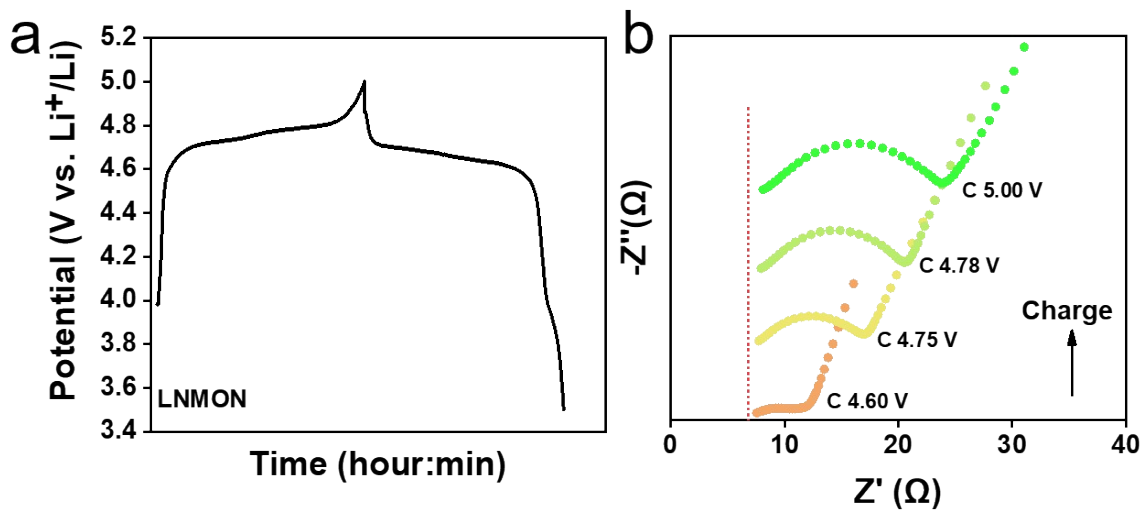 a
Potential (V vs. Li⁺/Li)
5.2
5.0
4.8
4.6
4.4
4.2
4.0
3.8
3.6
3.4
LNMON
Time (hour:min)
b
-Z''(Ω)
C 5.00 V
C 4.78 V
C 4.75 V
C 4.60 V
Charge
0 10 20 30 40
Z' (Ω)